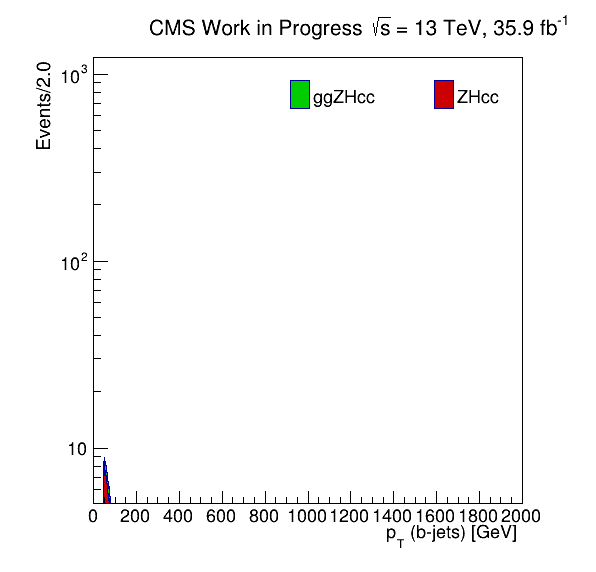 CMS Work in Progress √s = 13 TeV, 35.9 fb⁻¹
Events/2.0
10³
10²
10
ggZHcc ZHcc
0 200 400 600 800 1000 1200 1400 1600 1800 2000
p_T (b-jets) [GeV]